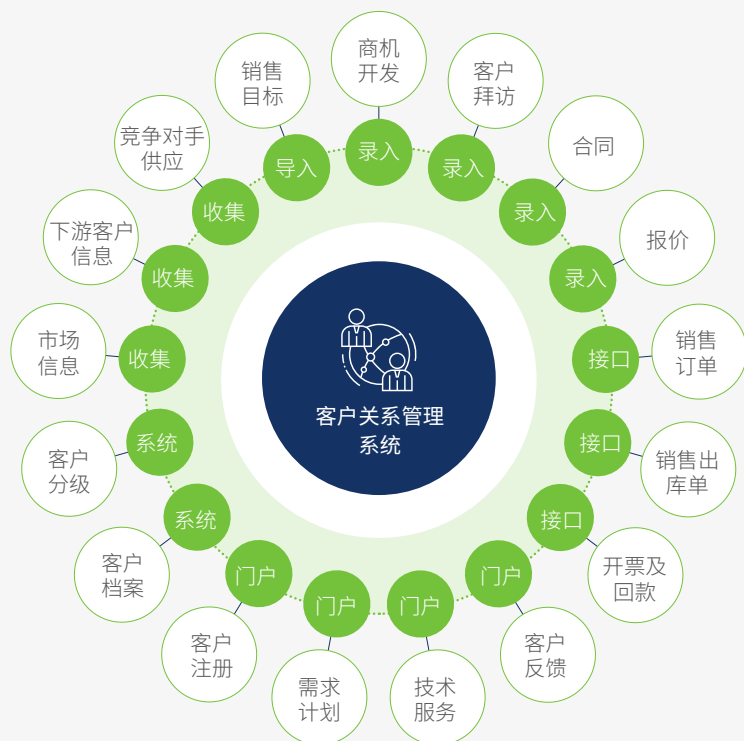 商机
开发
录入
客户
拜访
录入
合同
录入
报价
录入
销售
订单
接口
销售出
库单
接口
开票及
回款
接口
客户
反馈
门户
技术
服务
门户
需求
计划
门户
客户
注册
门户
客户
档案
系统
客户
分级
系统
市场
信息
收集
下游客户
信息
收集
竞争对手
供应
收集
销售
目标
导入
客户关系管理
系统